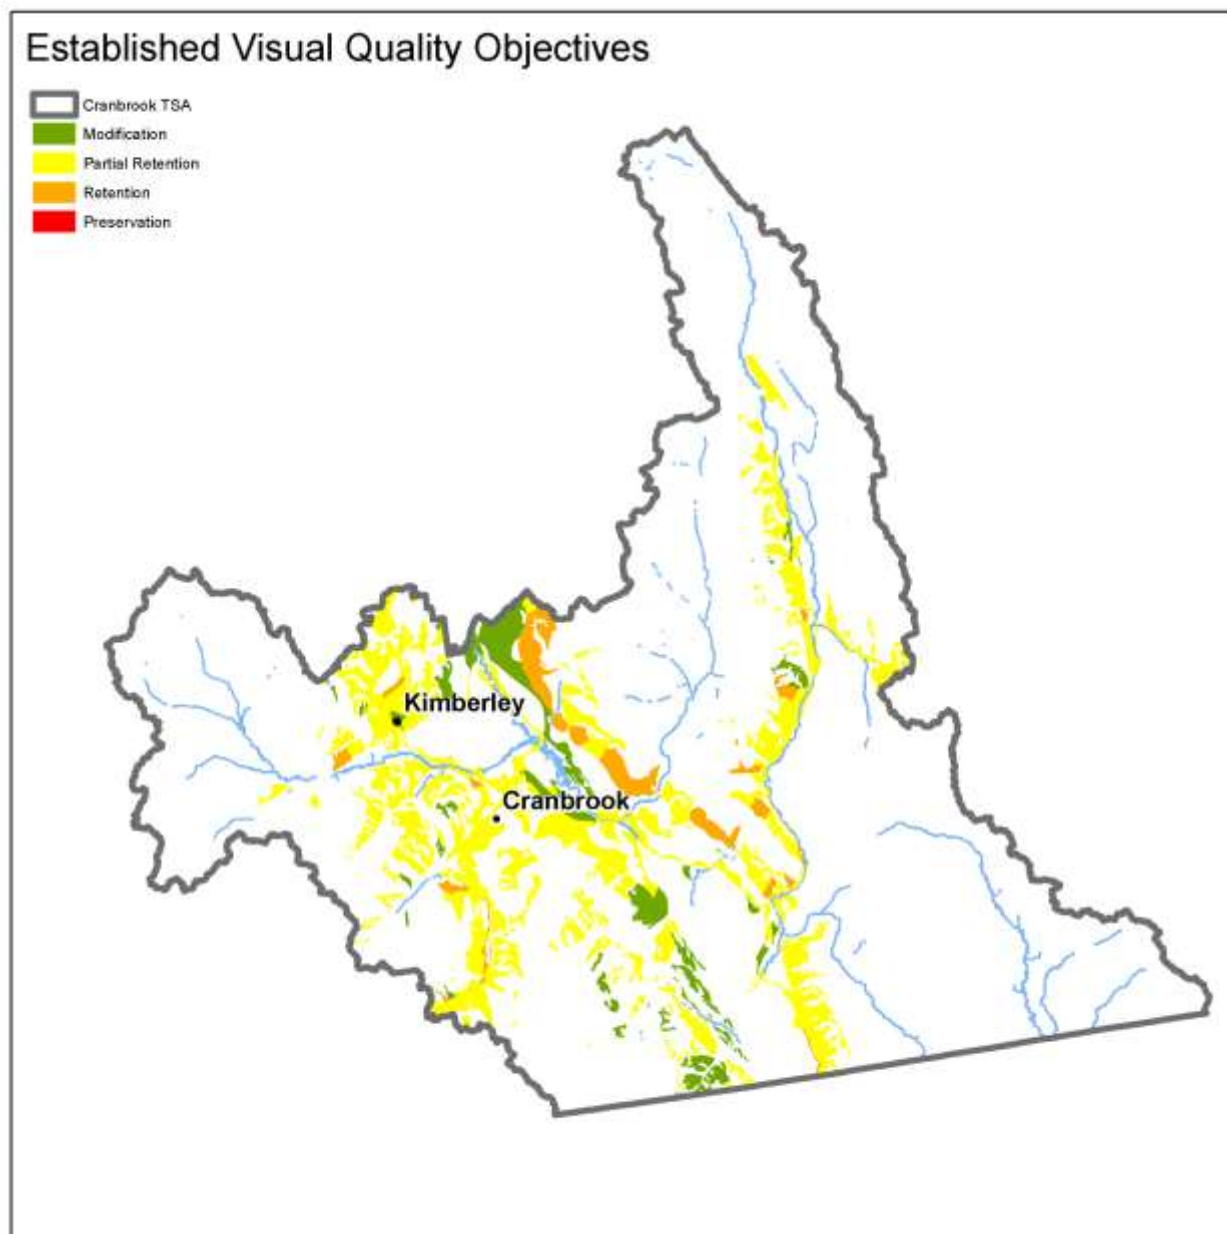 Established Visual Quality Objectives
Cranbrook TSA
Modification
Partial Retention
Retention
Preservation
Kimberley
Cranbrook